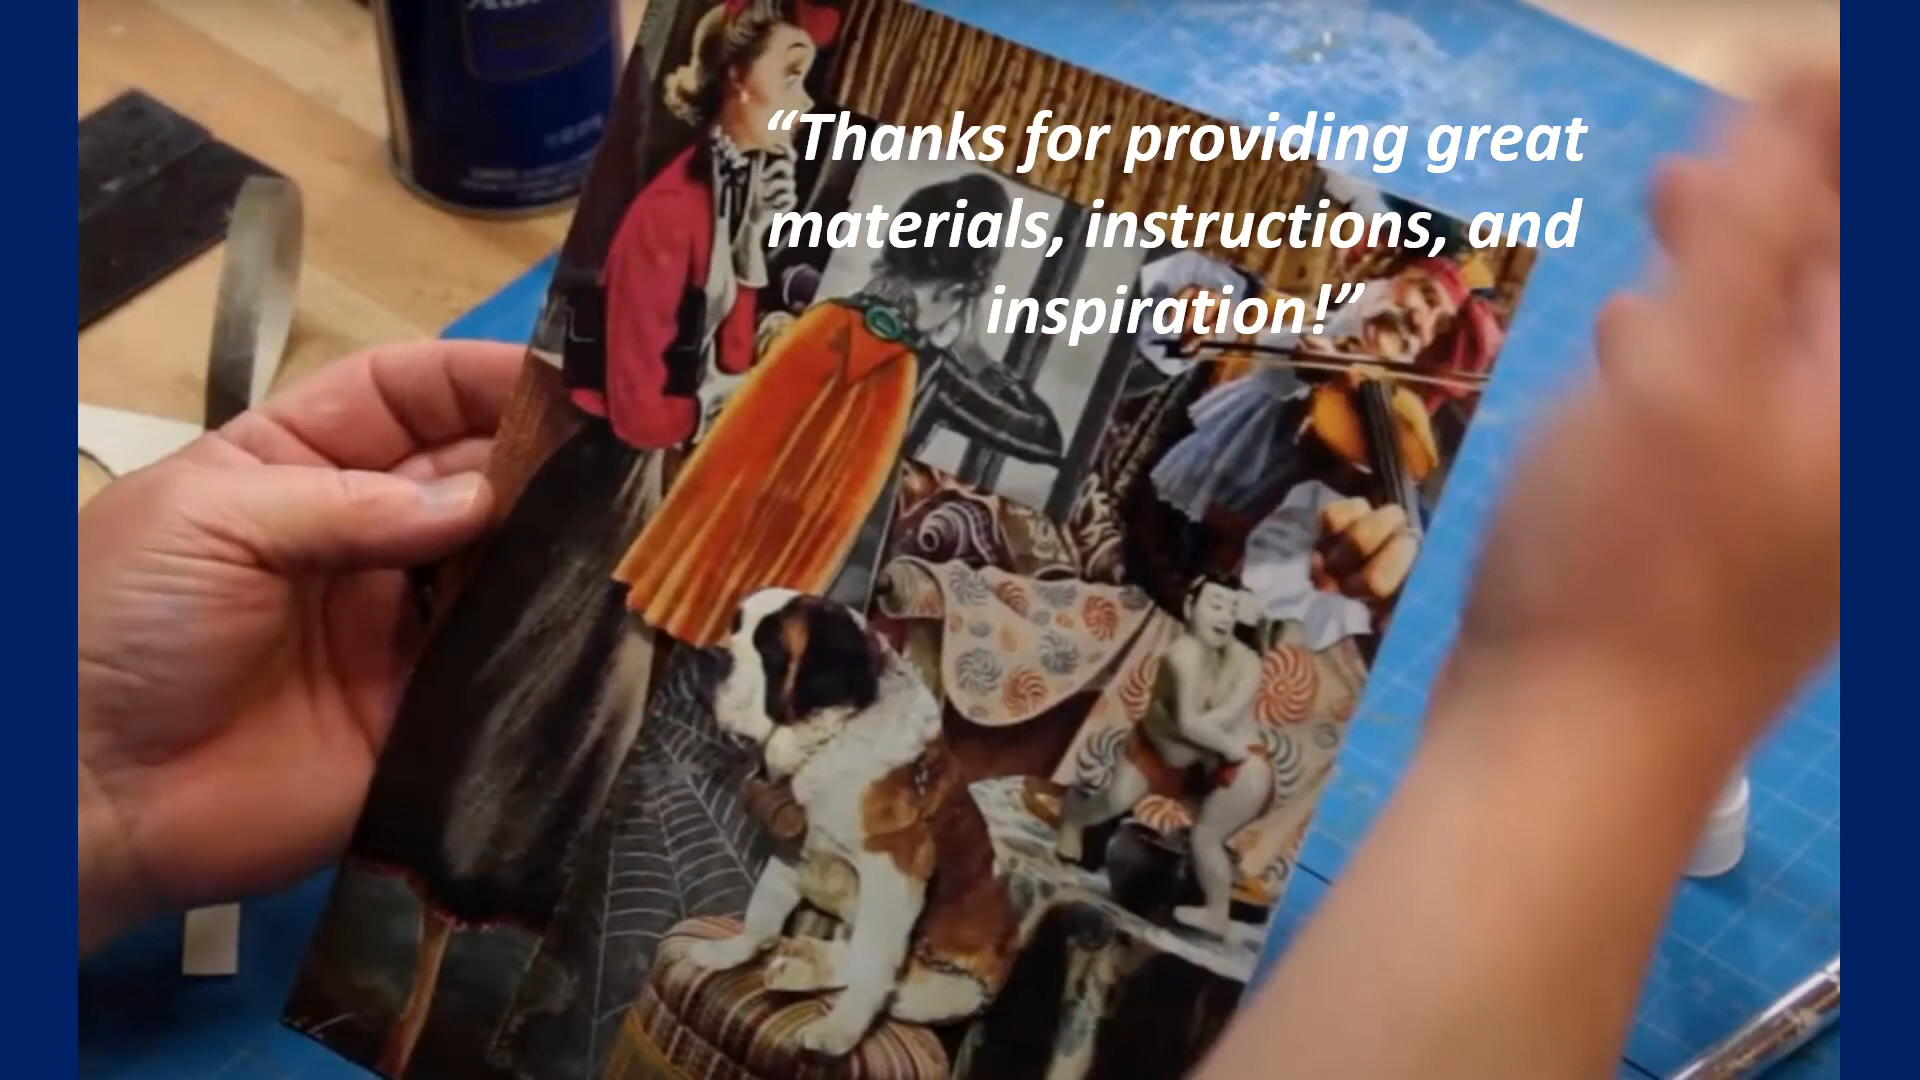 “Thanks for providing great
materials, instructions, and
inspiration!”